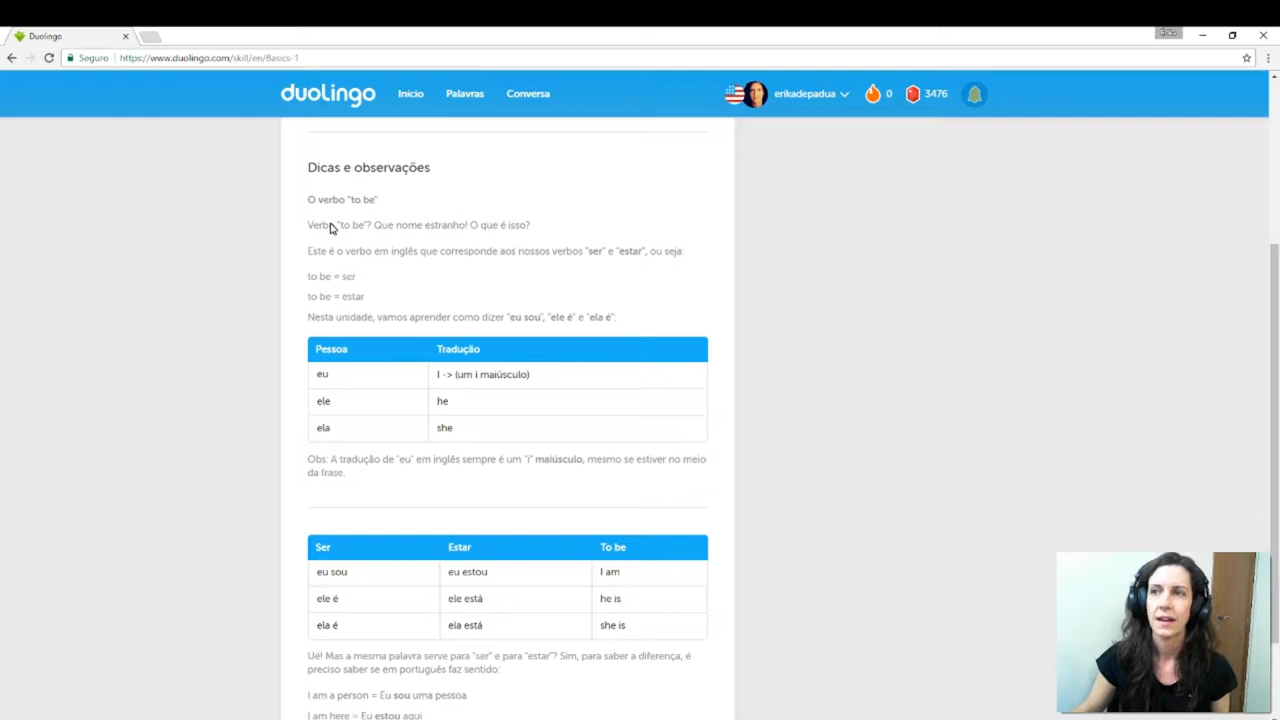 Duolingo
Seguro https://www.duolingo.com/skill/en/Basics-1
duolingo Início Palavras Conversa erikadepadua 0 3476
Dicas e observações
O verbo "to be"
Verbo "to be"? Que nome estranho! O que é isso?
Este é o verbo em inglês que corresponde aos nossos verbos "ser" e "estar", ou seja:
to be = ser
to be = estar
Nesta unidade, vamos aprender como dizer "eu sou", "ele é" e "ela é":
Pessoa Tradução
eu I -> (um i maiúsculo)
ele he
ela she
Obs: A tradução de "eu" em inglês sempre é um "i" maiúsculo, mesmo se estiver no meio
da frase.
Ser Estar To be
eu sou eu estou I am
ele é ele está he is
ela é ela está she is
Ué! Mas a mesma palavra serve para "ser" e para "estar"? Sim, para saber a diferença, é
preciso saber se em português faz sentido:
I am a person = Eu sou uma pessoa
I am here = Eu estou aqui